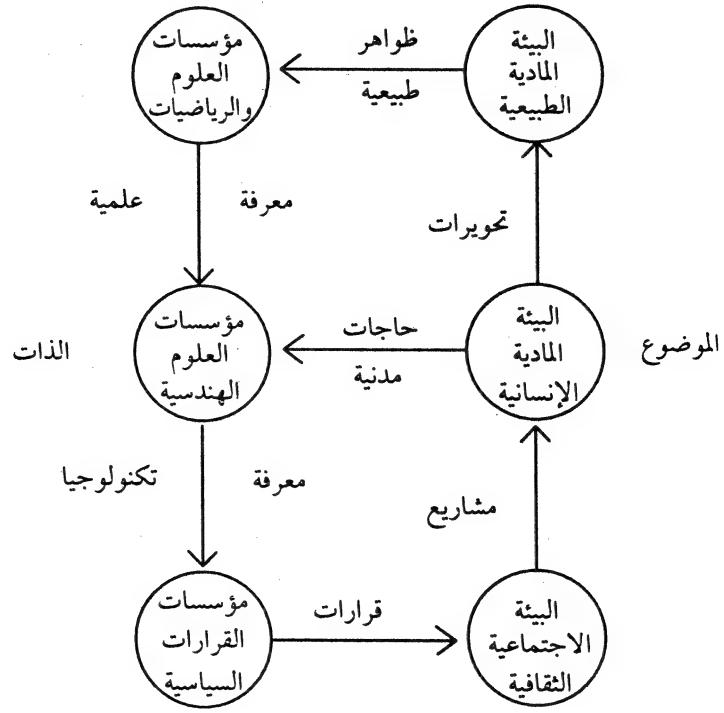 البيئة
المادية
الطبيعية
ظواهر
طبيعية
مؤسسات
العلوم
والرياضيات
تحويرات
معرفة علمية
الموضوع
البيئة
المادية
الإنسانية
حاجات
مدنية
مؤسسات
العلوم
الهندسية
الذات
مشاريع
معرفة تكنولوجيا
البيئة
الاجتماعية
الثقافية
قرارات
مؤسسات
القرارات
السياسية